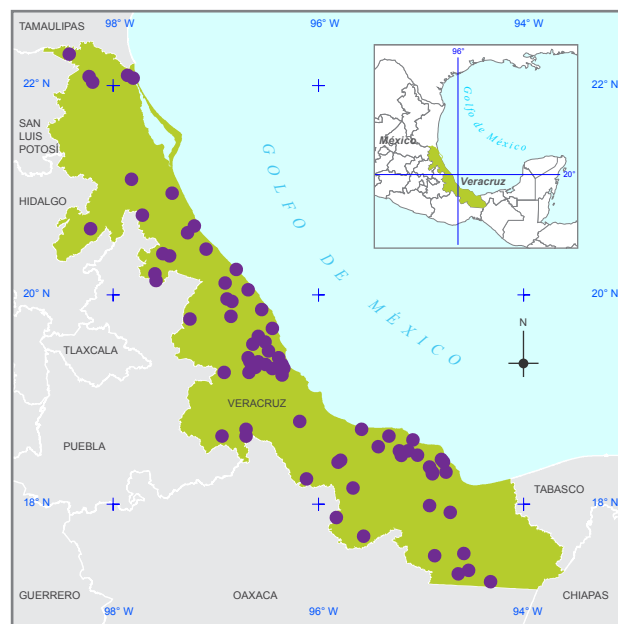 TAMAULIPAS
98° W
96° W
94° W
22° N
22° N
SAN
LUIS
POTOSÍ
HIDALGO
GOLFO DE MÉXICO
96°
Golfo de México
México
Veracruz
20°
20° N
20° N
N
TLAXCALA
VERACRUZ
PUEBLA
TABASCO
18° N
18° N
GUERRERO
OAXACA
CHIAPAS
98° W
96° W
94° W